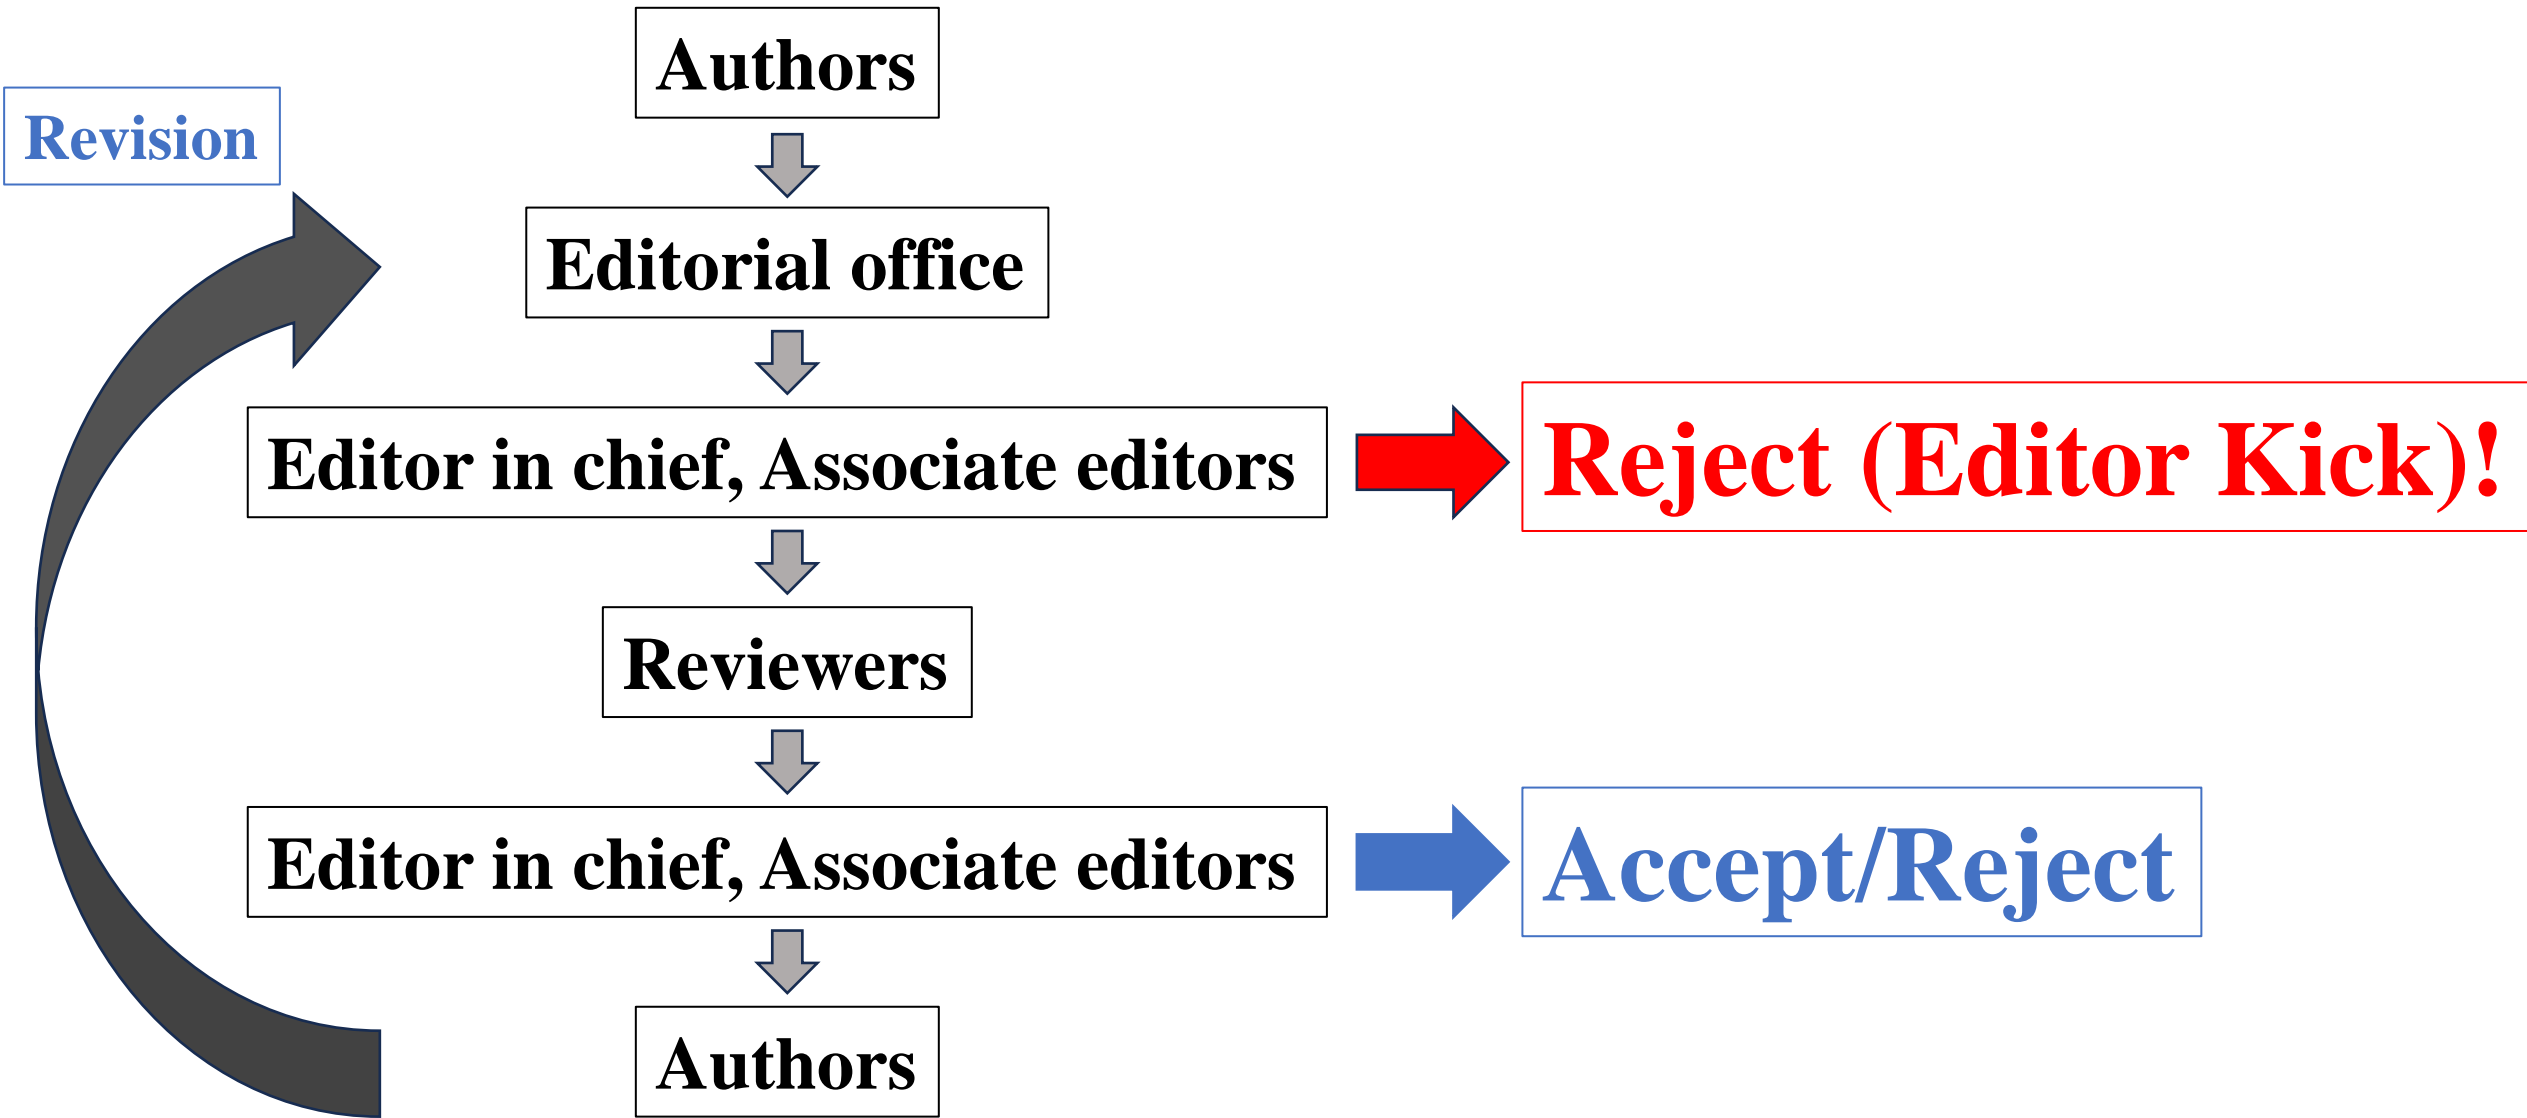 Authors
Revision
Editorial office
Editor in chief, Associate editors
Reject (Editor Kick)!
Reviewers
Editor in chief, Associate editors
Accept/Reject
Authors